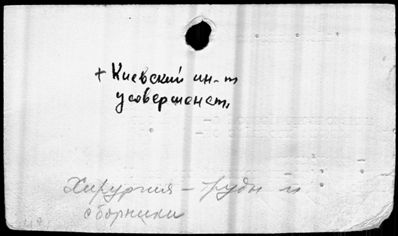 + Киевский ин-т
усовершенст.
Хирургия - труды и
сборники